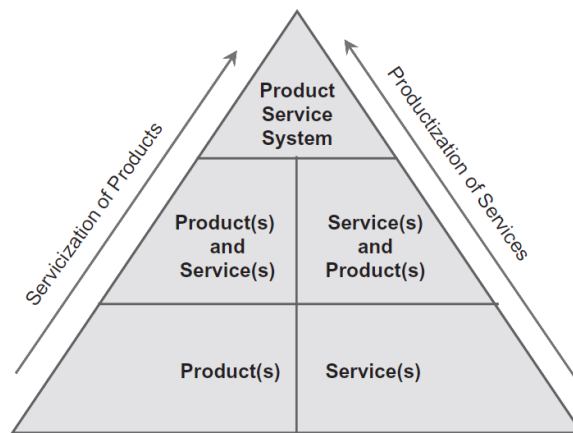 Product
Service
System
Servicization of Products
Productization of Services
Product(s)
and
Service(s)
Service(s)
and
Product(s)
Product(s)
Service(s)